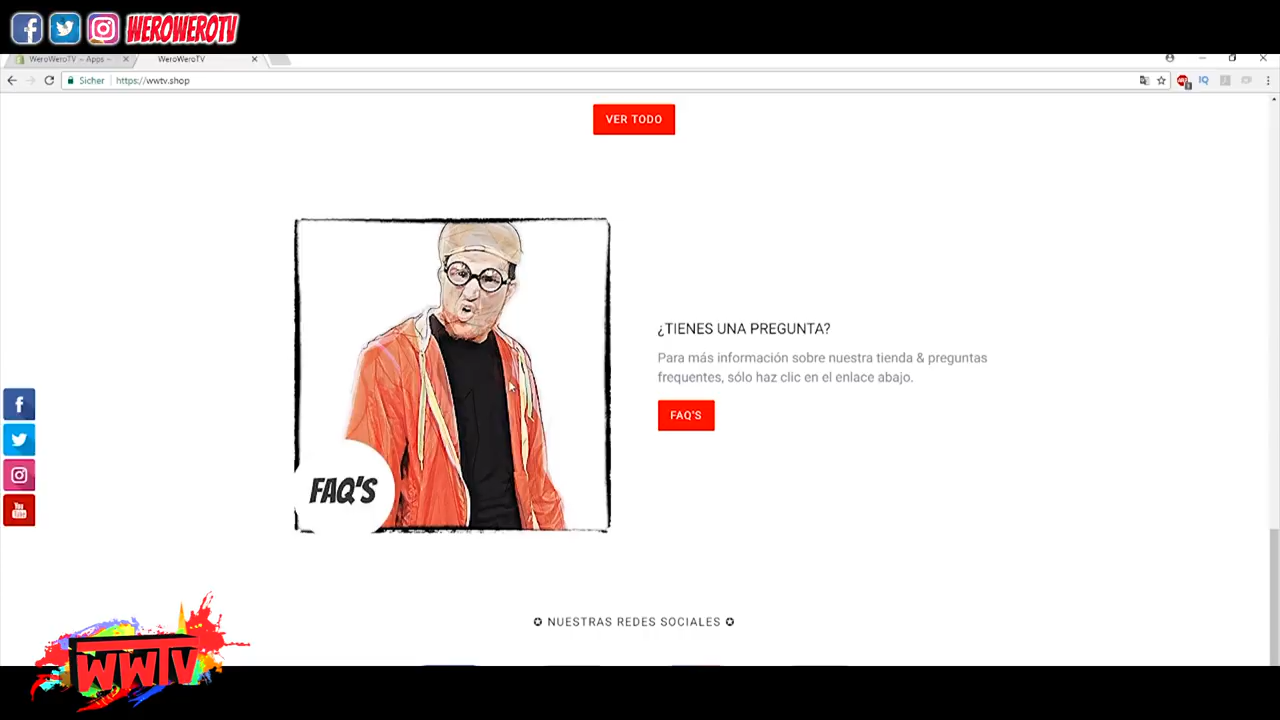 WEROWEROTV
WeroWeroTV ~ Apps ~
WeroWeroTV
Sicher
https://wwtv.shop
VER TODO
¿TIENES UNA PREGUNTA?
Para más información sobre nuestra tienda & preguntas
frequentes, sólo haz clic en el enlace abajo.
FAQ'S
FAQ'S
✪ NUESTRAS REDES SOCIALES ✪
WWTV